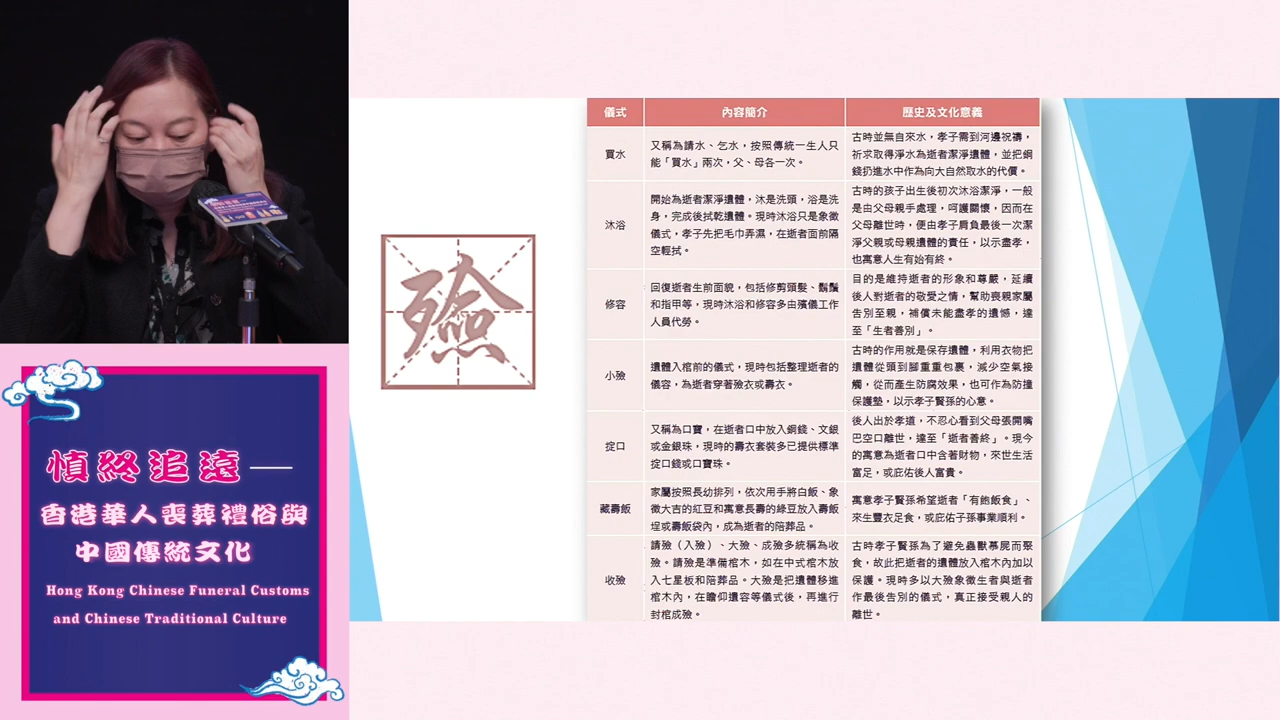 慎終追遠——
香港華人喪葬禮俗與
中國傳統文化
Hong Kong Chinese Funeral Customs
and Chinese Traditional Culture
殮
儀式
內容簡介
歷史及文化意義
買水
又稱為請水、乞水，按照傳統一生人只
能「買水」兩次，父、母各一次。
古時並無自來水，孝子需到河邊祝禱，
祈求取得淨水為逝者潔淨遺體，並把銅
錢扔進水中作為向大自然取水的代價。
沐浴
開始為逝者潔淨遺體，沐是洗頭，浴是洗
身，完成後拭乾遺體。現時沐浴只是象徵
儀式，孝子先把毛巾弄濕，在逝者面前隔
空輕拭。
古時的孩子出生後初次沐浴潔淨，一般
是由父母親手處理，呵護關懷，因而在
父母離世時，便由孝子肩負最後一次潔
淨父親或母親遺體的責任，以示盡孝，
也寓意人生有始有終。
修容
回復逝者生前面貌，包括修剪頭髮、鬍鬚
和指甲等，現時沐浴和修容多由殯儀工作
人員代勞。
目的是維持逝者的形象和尊嚴，延續
後人對逝者的敬愛之情，幫助喪親家屬
告別至親，補償未能盡孝的遺憾，達
至「生者善別」。
小殮
遺體入棺前的儀式，現時包括整理逝者的
儀容，為逝者穿著殮衣或壽衣。
古時的作用就是保存遺體，利用衣物把
遺體從頭到腳重重包裹，減少空氣接
觸，從而產生防腐效果，也可作為防撞
保護墊，以示孝子賢孫的心意。
掟口
又稱為口寶，在逝者口中放入銅錢、文銀
或金銀珠，現時的壽衣套裝多已提供標準
掟口錢或口寶珠。
後人出於孝道，不忍心看到父母張開嘴
巴空口離世，達至「逝者善終」。現今
的寓意為逝者口中含著財物，來世生活
富足，或庇佑後人富貴。
藏壽飯
家屬按照長幼排列，依次用手將白飯、象
徵大吉的紅豆和寓意長壽的綠豆放入壽飯
埕或壽飯袋內，成為逝者的陪葬品。
寓意孝子賢孫希望逝者「有飽飯食」、
來生豐衣足食，或庇佑子孫事業順利。
收殮
請殮（入殮）、大殮、成殮多統稱為收
殮。請殮是準備棺木，如在中式棺木放
入七星板和陪葬品。大殮是把遺體移進
棺木內，在瞻仰遺容等儀式後，再進行
封棺成殮。
古時孝子賢孫為了避免蟲獸慕屍而聚
食，故此把逝者的遺體放入棺木內加以
保護。現時多以大殮象徵生者與逝者
作最後告別的儀式，真正接受親人的
離世。